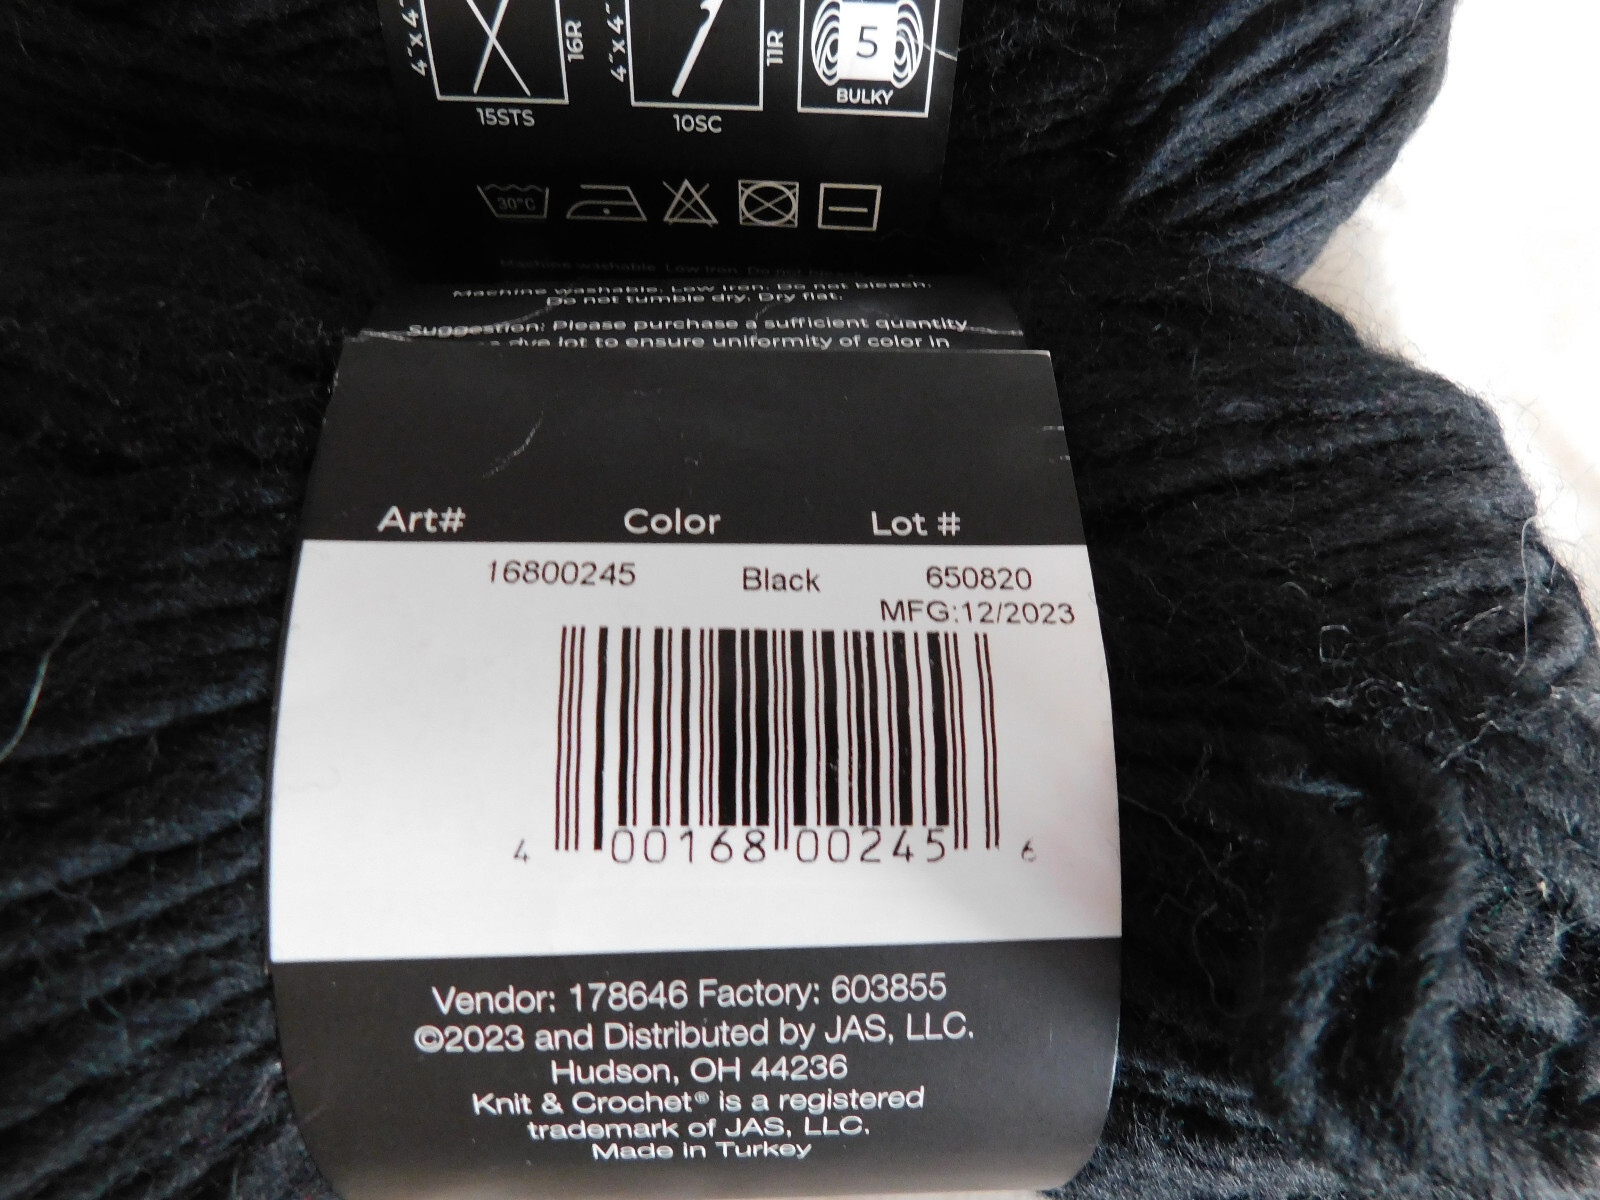 4˝x 4˝ 16R 4˝x 4˝ 11R 5
BULKY
15STS 10SC
30°C
Machine washable. Low Iron. Do not bleach.
Do not tumble dry. Dry flat.
Suggestion: Please purchase a sufficient quantity
dye lot to ensure uniformity of color in
Art# Color Lot #
16800245 Black 650820
MFG:12/2023
4 00168 00245 6
Vendor: 178646 Factory: 603855
©2023 and Distributed by JAS, LLC.
Hudson, OH 44236
Knit & Crochet® is a registered
trademark of JAS, LLC.
Made in Turkey